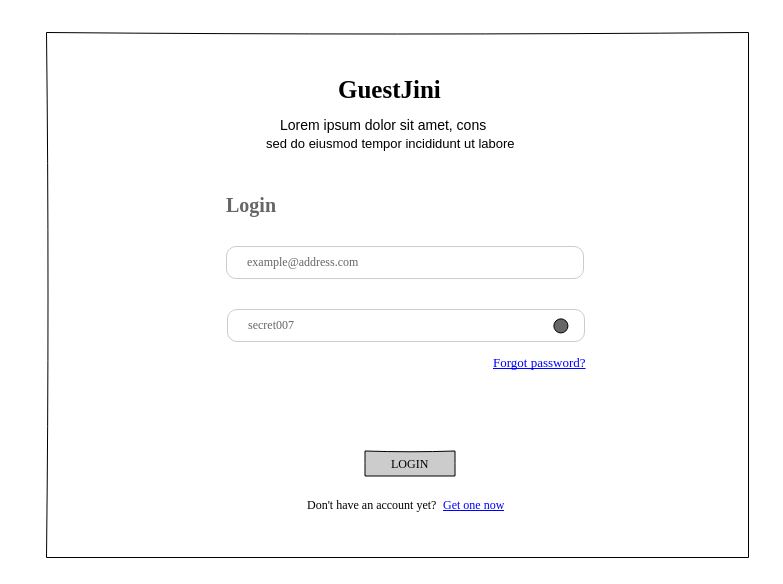 GuestJini
Lorem ipsum dolor sit amet, cons
sed do eiusmod tempor incididunt ut labore
Login
example@address.com
secret007
Forgot password?
LOGIN
Don't have an account yet? Get one now